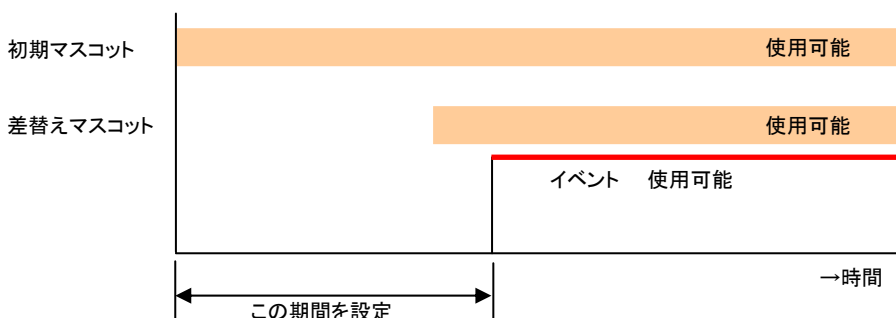 初期マスコット
使用可能
差替えマスコット
使用可能
イベント　使用可能
→時間
この期間を設定